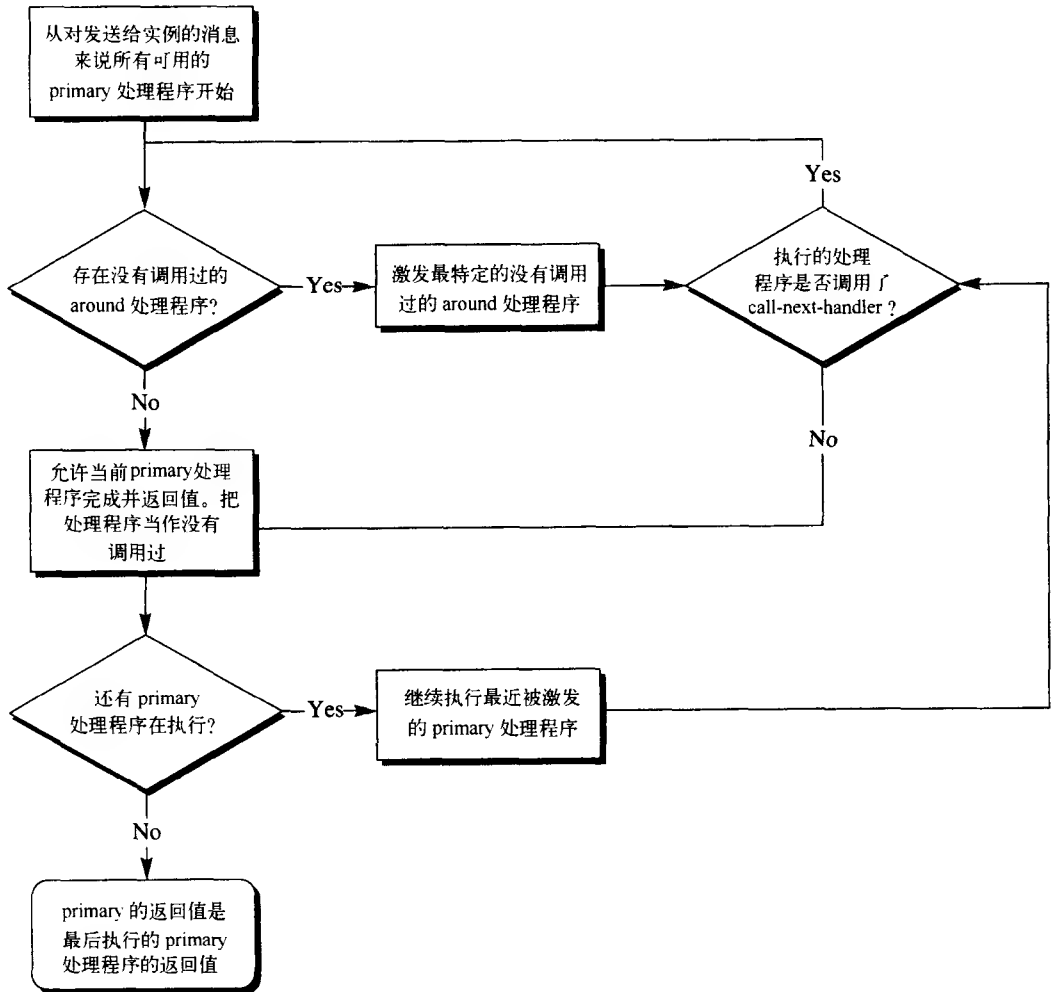 从对发送给实例的消息
来说所有可用的
primary 处理程序开始
Yes
存在没有调用过的
around 处理程序?
Yes
激发最特定的没有调用
过的 around 处理程序
执行的处理
程序是否调用了
call-next-handler ?
No
No
允许当前primary处理
程序完成并返回值。把
处理程序当作没有
调用过
还有 primary
处理程序在执行?
Yes
继续执行最近被激发
的 primary 处理程序
No
primary 的返回值是
最后执行的 primary
处理程序的返回值